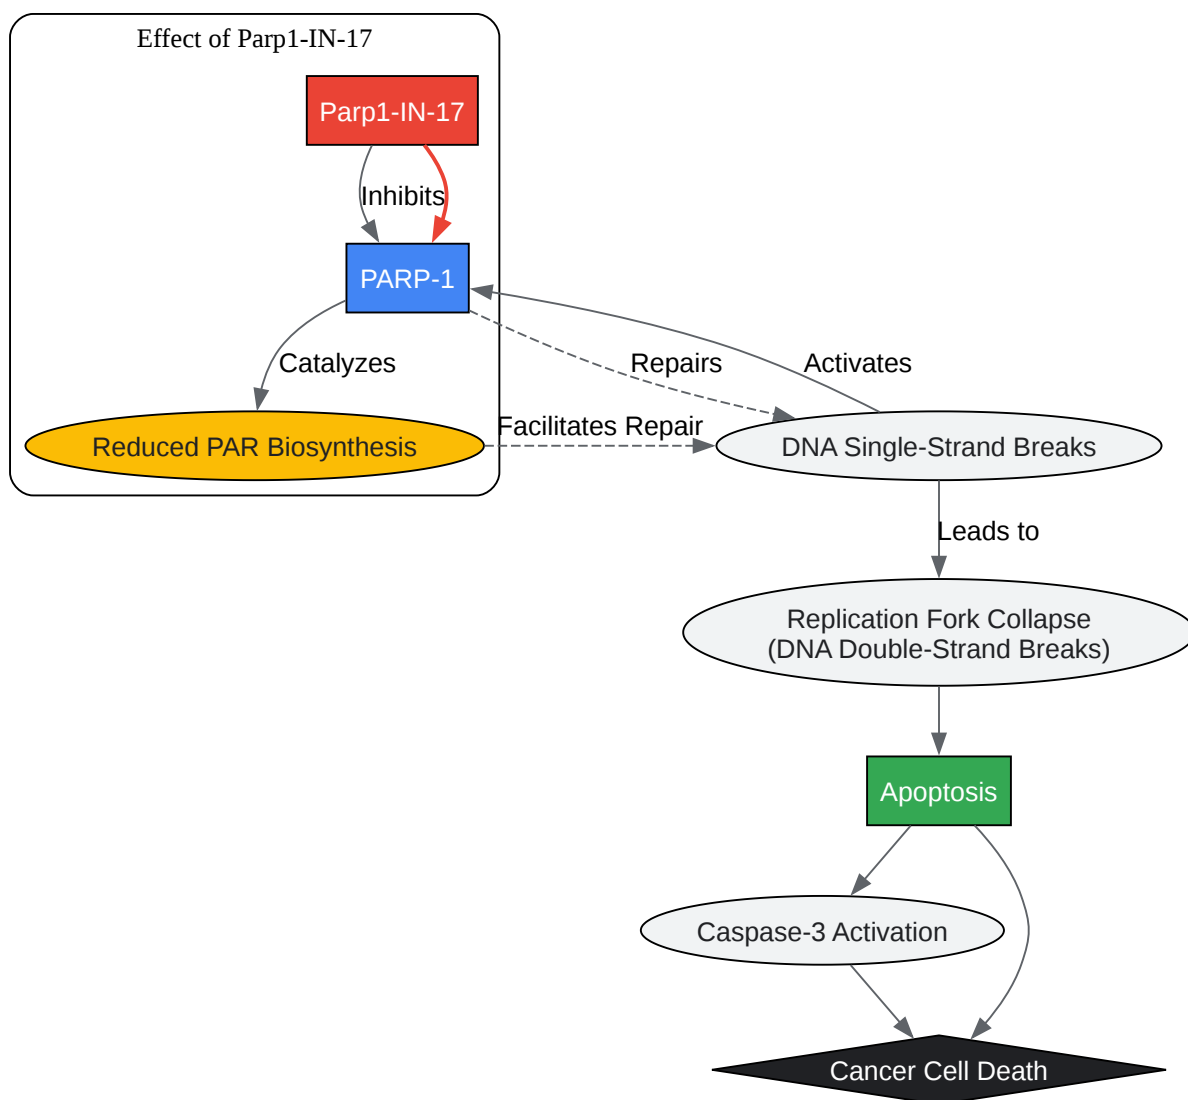 Effect of Parp1-IN-17
Parp1-IN-17
Inhibits
PARP-1
Catalyzes
Repairs
Activates
Reduced PAR Biosynthesis
Facilitates Repair
DNA Single-Strand Breaks
Leads to
Replication Fork Collapse
(DNA Double-Strand Breaks)
Apoptosis
Caspase-3 Activation
Cancer Cell Death